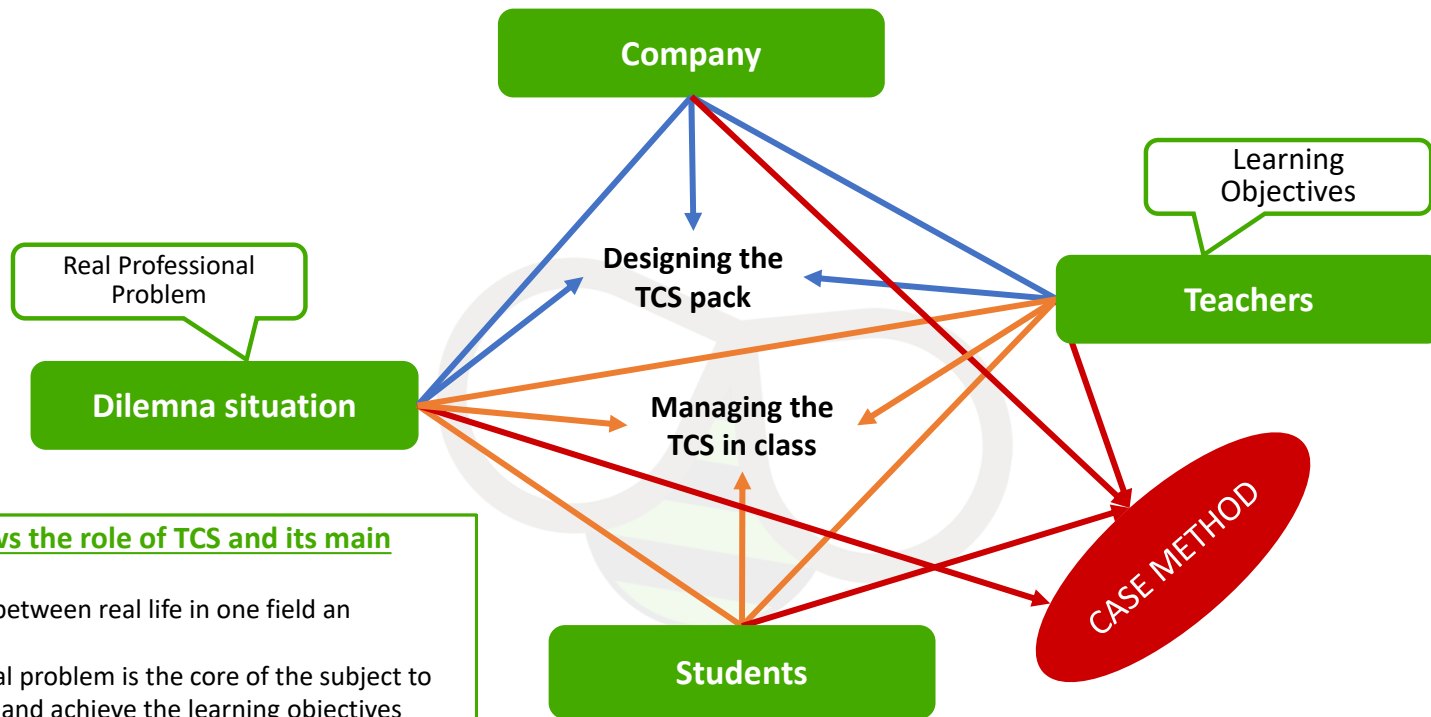 Company
Learning
Objectives
Real Professional
Problem
Designing the
TCS pack
Teachers
Dilemna situation
Managing the
TCS in class
CASE METHOD
the role of TCS and its main
between real life in one field an
problem is the core of the subject to
and achieve the learning objectives
Students